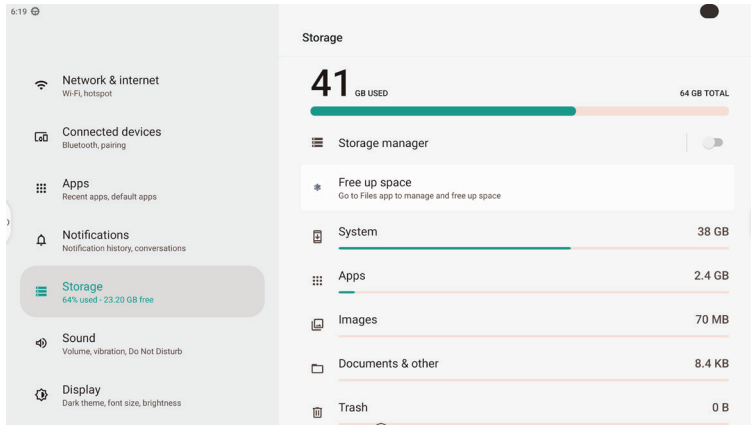 6:19
Network & internet
Wi-Fi, hotspot
Connected devices
Bluetooth, pairing
Apps
Recent apps, default apps
Notifications
Notification history, conversations
Storage
64% used - 23.20 GB free
Sound
Volume, vibration, Do Not Disturb
Display
Dark theme, font size, brightness
Storage
41 GB USED
64 GB TOTAL
Storage manager
Free up space
Go to Files app to manage and free up space
System 38 GB
Apps 2.4 GB
Images 70 MB
Documents & other 8.4 KB
Trash 0 B